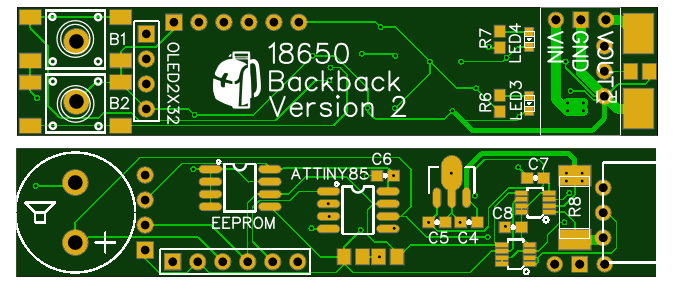 B1
B2
OLED2X32
18650
Backback
Version 2
R7
LED4
R6
LED3
VIN
GND
VOUT
EEPROM
ATTINY85
C6
C5
C4
C7
C8
R8